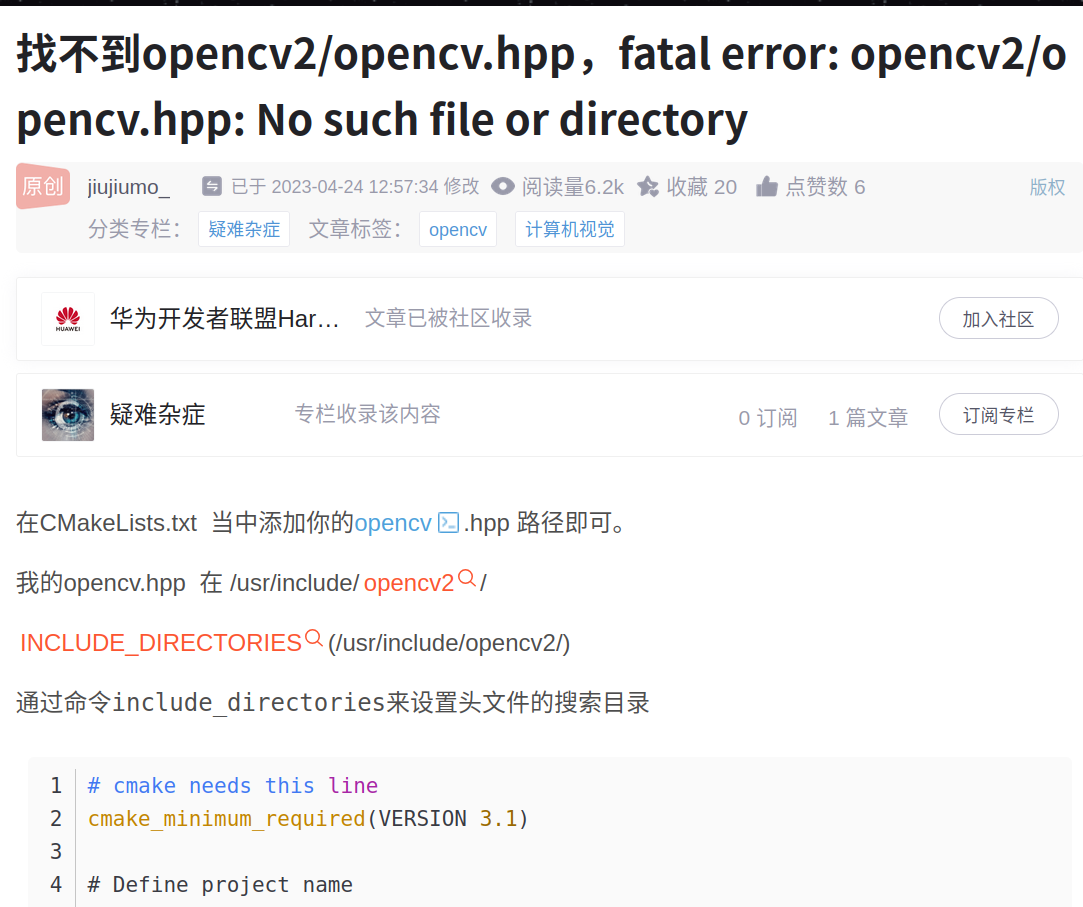 找不到opencv2/opencv.hpp，fatal error: opencv2/o
pencv.hpp: No such file or directory
原创 jiujiumo_ 已于 2023-04-24 12:57:34 修改 阅读量6.2k 收藏 20 点赞数 6 版权
分类专栏： 疑难杂症 文章标签： opencv 计算机视觉
HUAWEI 华为开发者联盟Har… 文章已被社区收录 加入社区
疑难杂症 专栏收录该内容 0 订阅 1 篇文章 订阅专栏
在CMakeLists.txt 当中添加你的opencv.hpp 路径即可。
我的opencv.hpp 在 /usr/include/opencv2/
INCLUDE_DIRECTORIES(/usr/include/opencv2/)
通过命令include_directories来设置头文件的搜索目录
1 # cmake needs this line
2 cmake_minimum_required(VERSION 3.1)
3
4 # Define project name